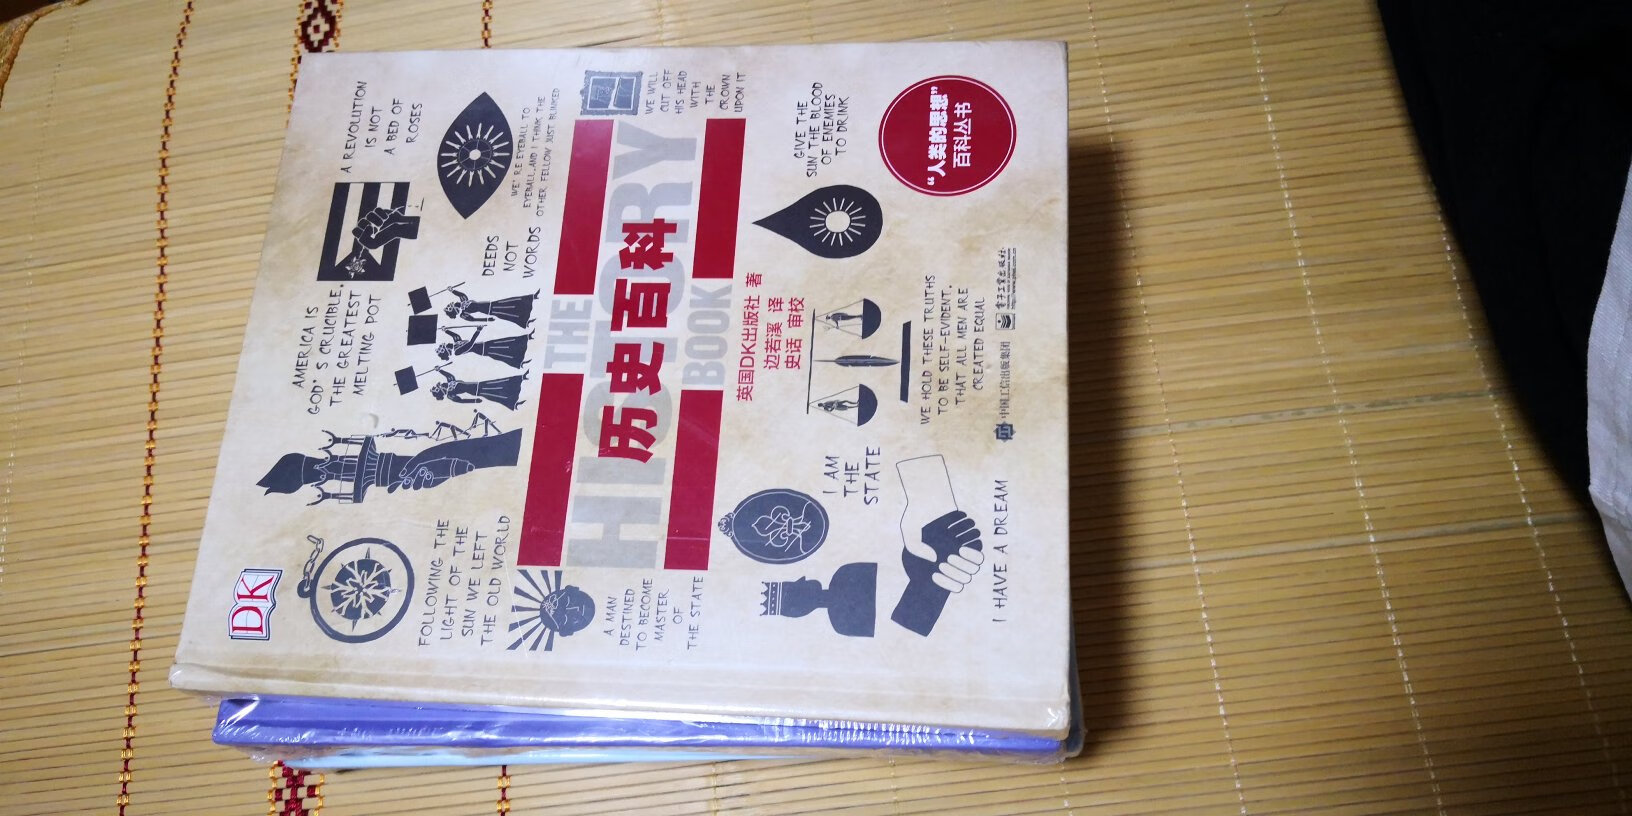 DK
FOLLOWING THE
LIGHT OF THE
SUN WE LEFT
THE OLD WORLD
AMERICA IS
GOD'S CRUCIBLE,
THE GREATEST
MELTING POT
A REVOLUTION
IS NOT
A BED OF
ROSES
DEEDS
NOT
WORDS
WE'RE EYEBALL TO
EYEBALL...AND I THINK THE
OTHER FELLOW JUST BLINKED
A MAN
DESTINED
TO BECOME
MASTER
OF
THE STATE
THE
HISTORY
BOOK
历史百科
WE WILL
CUT OFF
HIS HEAD
WITH
THE
CROWN
UPON IT
英国DK出版社 著
边若溪 译
史话 审校
I AM
THE
STATE
GIVE THE
SUN THE BLOOD
OF ENEMIES
TO DRINK
WE HOLD THESE TRUTHS
TO BE SELF-EVIDENT,
THAT ALL MEN ARE
CREATED EQUAL
I HAVE A DREAM
“人类的思想”
百科丛书
中国工信出版集团
电子工业出版社